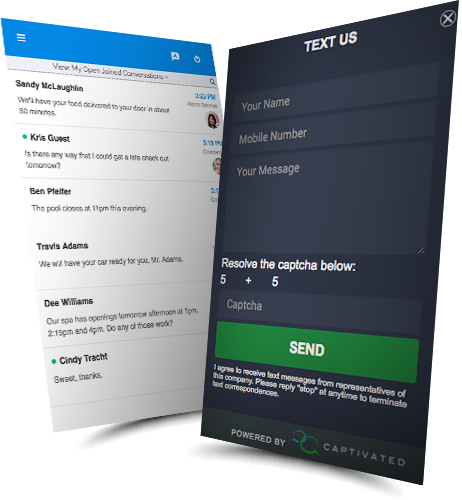 View My Open Joined Conversations
Sandy McLaughlin
3:23 PM
We'll have your food delivered to your door in about
30 minutes.
Kris Guest
3:19 PM
Is there any way that I could get a late check out
tomorrow?
Ben Pfeifer
The pool closes at 11pm this evening.
Travis Adams
We will have your car ready for you, Mr. Adams.
Dee Williams
Our spa has openings tomorrow afternoon at 1pm,
2:15pm and 4pm. Do any of those work?
Cindy Tracht
Sweet, thanks.
TEXT US
Your Name
Mobile Number
Your Message
Resolve the captcha below:
5 + 5
Captcha
SEND
I agree to receive text messages from representatives of
this company. Please reply "stop" at anytime to terminate
text correspondences.
POWERED BY CAPTIVATED